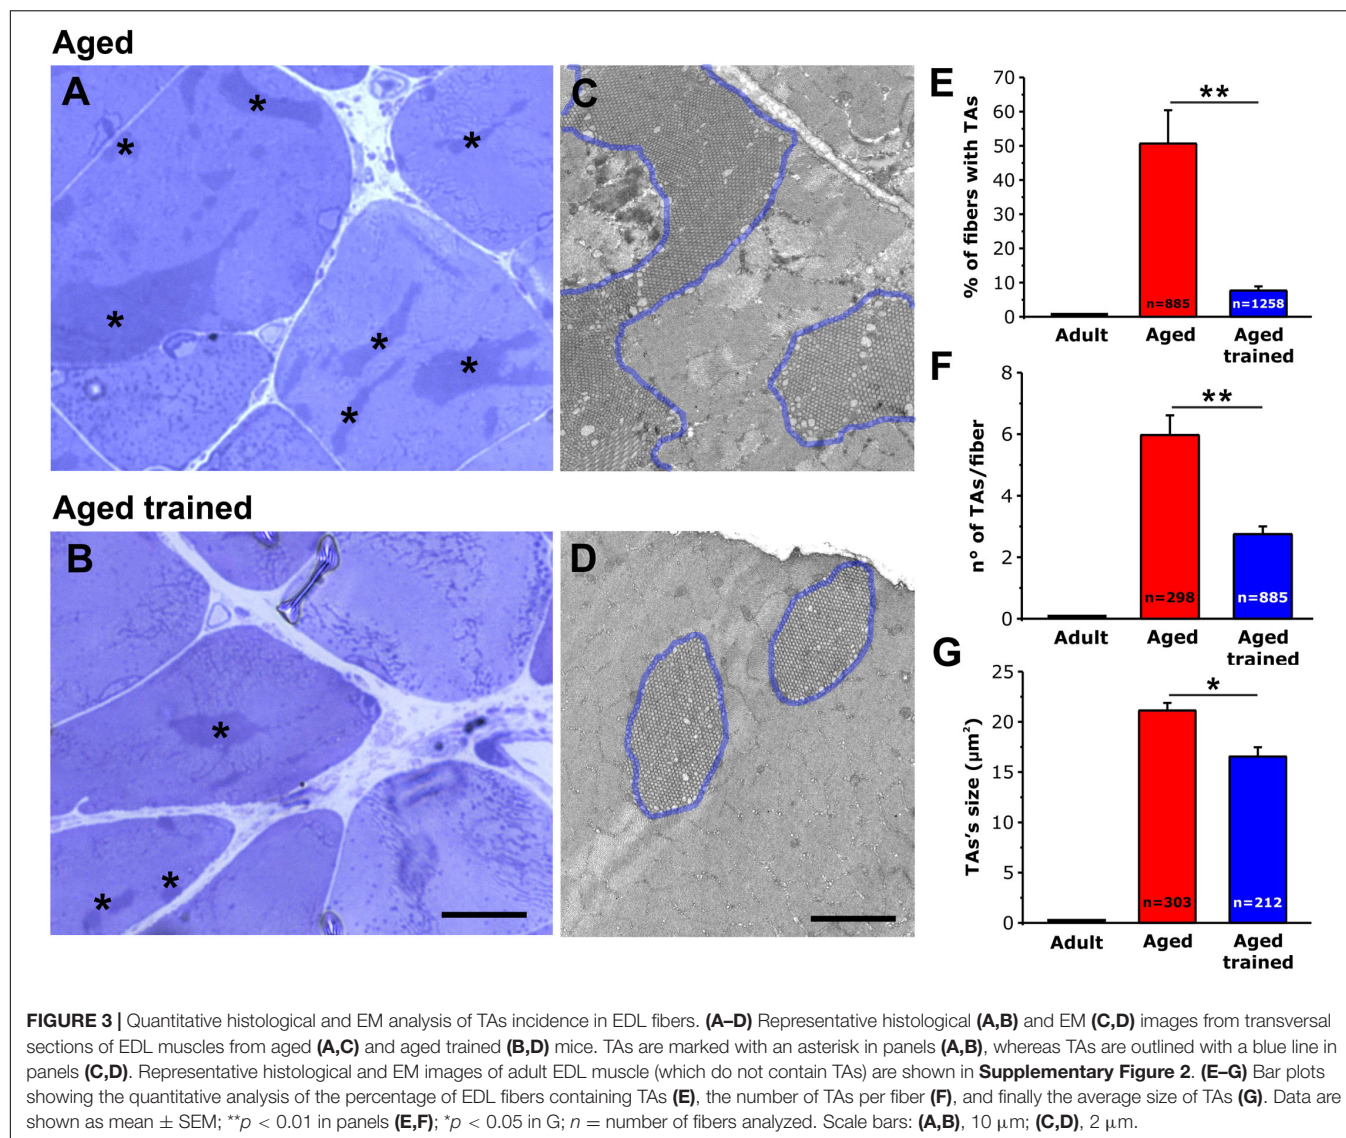 Aged
A
*
*
*
*
*
*
*
C
E
% of fibers with TAs
80
70
60
50
40
30
20
10
0
**
n=885
n=1258
Adult
Aged
Aged
trained
F
n° of TAs/fiber
8
6
4
2
0
**
n=298
n=885
Adult
Aged
Aged
trained
Aged trained
B
*
*
*
D
G
TAs's size (µm²)
25
20
15
10
5
0
*
n=303
n=212
Adult
Aged
Aged
trained
FIGURE 3 | Quantitative histological and EM analysis of TAs incidence in EDL fibers. (A–D) Representative histological (A,B) and EM (C,D) images from transversal
sections of EDL muscles from aged (A,C) and aged trained (B,D) mice. TAs are marked with an asterisk in panels (A,B), whereas TAs are outlined with a blue line in
panels (C,D). Representative histological and EM images of adult EDL muscle (which do not contain TAs) are shown in Supplementary Figure 2. (E–G) Bar plots
showing the quantitative analysis of the percentage of EDL fibers containing TAs (E), the number of TAs per fiber (F), and finally the average size of TAs (G). Data are
shown as mean ± SEM; **p < 0.01 in panels (E,F); *p < 0.05 in G; n = number of fibers analyzed. Scale bars: (A,B), 10 μm; (C,D), 2 μm.